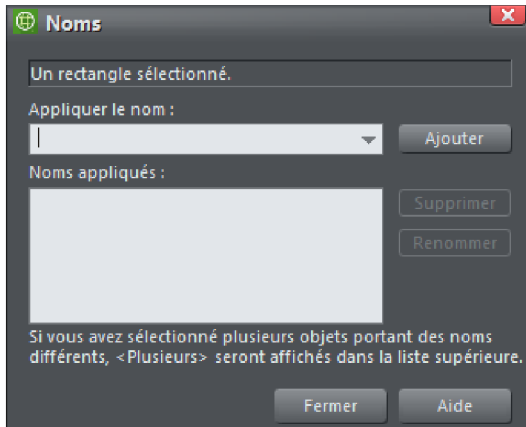 Noms
Un rectangle sélectionné.
Appliquer le nom :
Ajouter
Noms appliqués :
Supprimer
Renommer
Si vous avez sélectionné plusieurs objets portant des noms
différents, <Plusieurs> seront affichés dans la liste supérieure.
Fermer
Aide